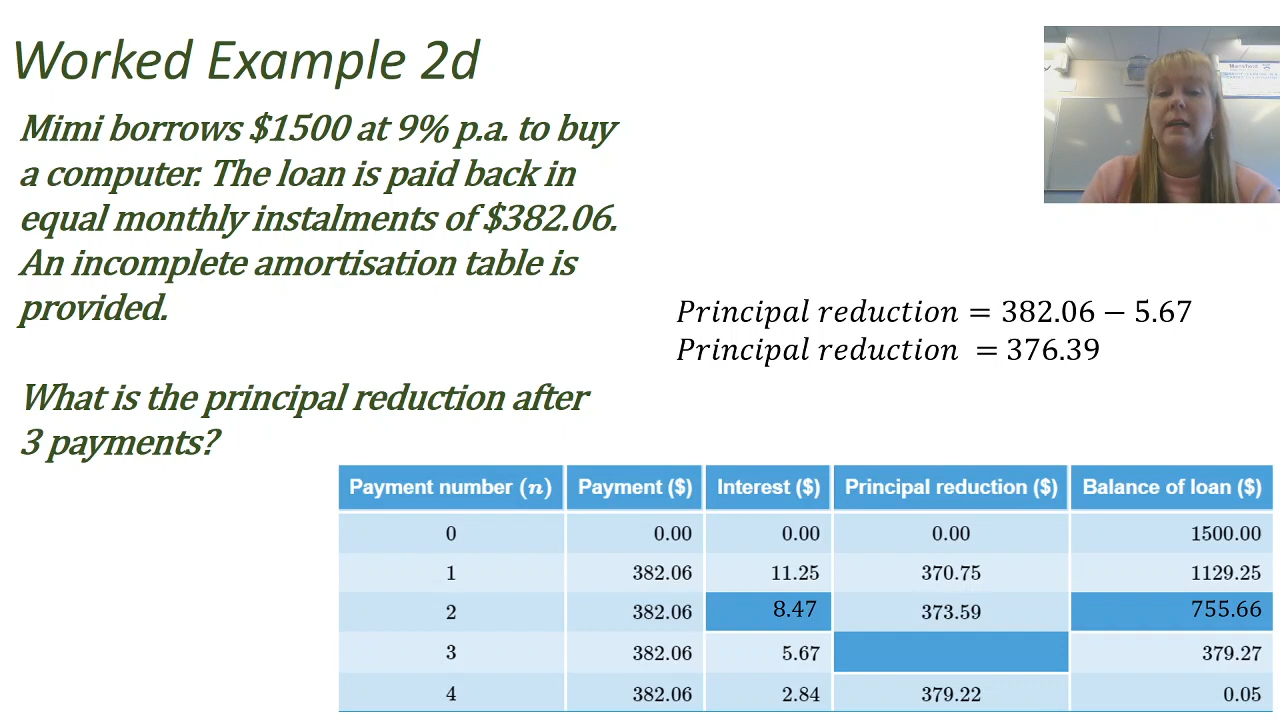 Worked Example 2d
Mimi borrows $1500 at 9% p.a. to buy
a computer. The loan is paid back in
equal monthly instalments of $382.06.
An incomplete amortisation table is
provided.
What is the principal reduction after
3 payments?
Principal reduction = 382.06 − 5.67
Principal reduction = 376.39
Payment number (n) Payment ($) Interest ($) Principal reduction ($) Balance of loan ($)
0 0.00 0.00 0.00 1500.00
1 382.06 11.25 370.75 1129.25
2 382.06 8.47 373.59 755.66
3 382.06 5.67 379.27
4 382.06 2.84 379.22 0.05